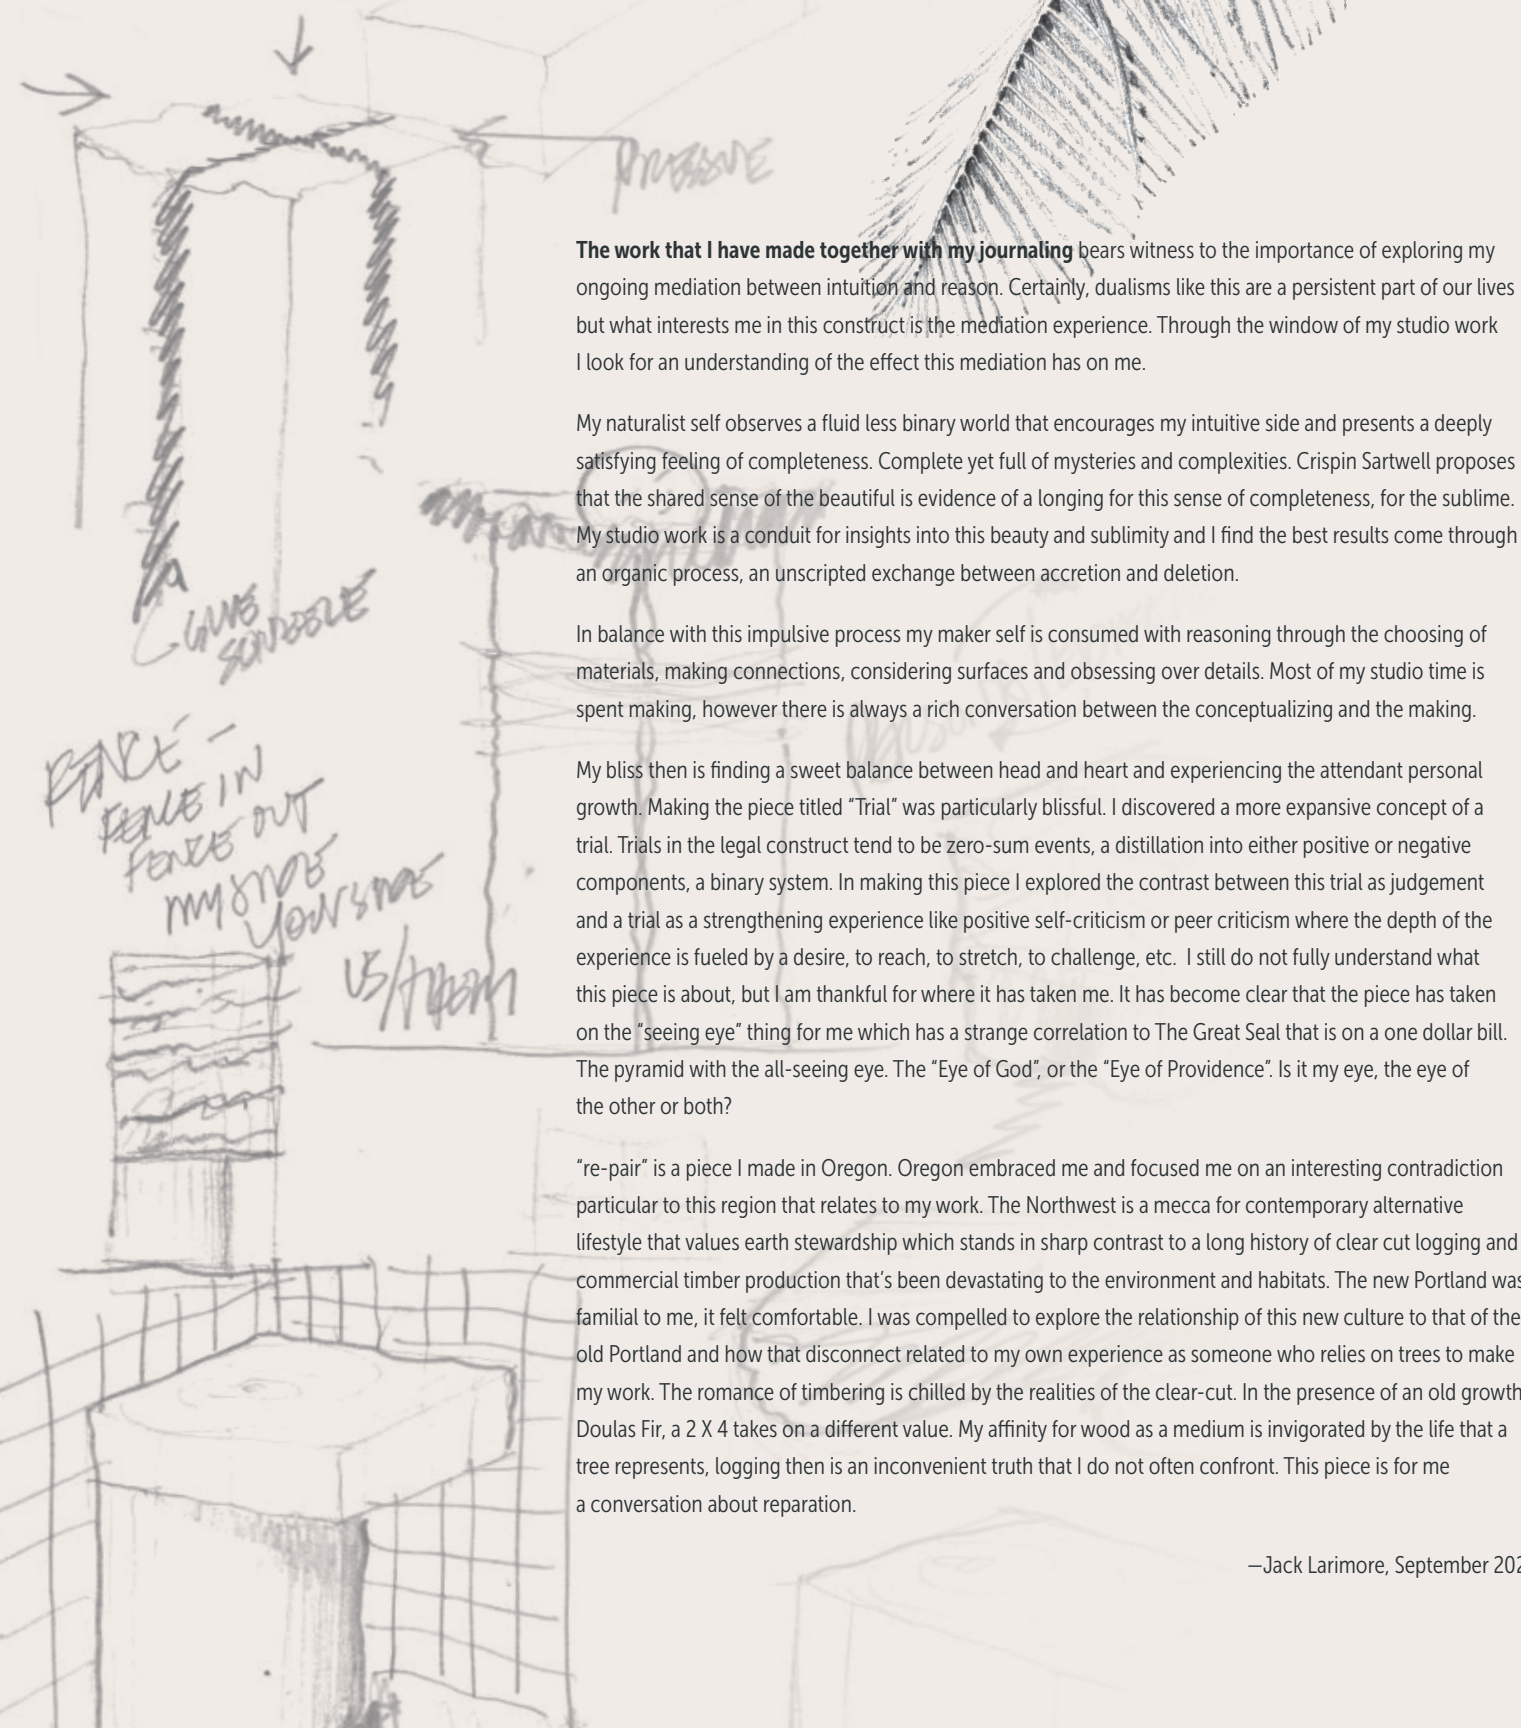 PRESSURE
The work that I have made together with my journaling bears witness to the importance of exploring my
ongoing mediation between intuition and reason. Certainly, dualisms like this are a persistent part of our lives
but what interests me in this construct is the mediation experience. Through the window of my studio work
I look for an understanding of the effect this mediation has on me.
My naturalist self observes a fluid less binary world that encourages my intuitive side and presents a deeply
satisfying feeling of completeness. Complete yet full of mysteries and complexities. Crispin Sartwell proposes
that the shared sense of the beautiful is evidence of a longing for this sense of completeness, for the sublime.
My studio work is a conduit for insights into this beauty and sublimity and I find the best results come through
an organic process, an unscripted exchange between accretion and deletion.
In balance with this impulsive process my maker self is consumed with reasoning through the choosing of
materials, making connections, considering surfaces and obsessing over details. Most of my studio time is
spent making, however there is always a rich conversation between the conceptualizing and the making.
My bliss then is finding a sweet balance between head and heart and experiencing the attendant personal
growth. Making the piece titled “Trial” was particularly blissful. I discovered a more expansive concept of a
trial. Trials in the legal construct tend to be zero-sum events, a distillation into either positive or negative
components, a binary system. In making this piece I explored the contrast between this trial as judgement
and a trial as a strengthening experience like positive self-criticism or peer criticism where the depth of the
experience is fueled by a desire, to reach, to stretch, to challenge, etc. I still do not fully understand what
this piece is about, but I am thankful for where it has taken me. It has become clear that the piece has taken
on the “seeing eye” thing for me which has a strange correlation to The Great Seal that is on a one dollar bill.
The pyramid with the all-seeing eye. The “Eye of God”, or the “Eye of Providence”. Is it my eye, the eye of
the other or both?
“re-pair” is a piece I made in Oregon. Oregon embraced me and focused me on an interesting contradiction
particular to this region that relates to my work. The Northwest is a mecca for contemporary alternative
lifestyle that values earth stewardship which stands in sharp contrast to a long history of clear cut logging and
commercial timber production that’s been devastating to the environment and habitats. The new Portland was
familial to me, it felt comfortable. I was compelled to explore the relationship of this new culture to that of the
old Portland and how that disconnect related to my own experience as someone who relies on trees to make
my work. The romance of timbering is chilled by the realities of the clear-cut. In the presence of an old growth
Doulas Fir, a 2 X 4 takes on a different value. My affinity for wood as a medium is invigorated by the life that a
tree represents, logging then is an inconvenient truth that I do not often confront. This piece is for me
a conversation about reparation.
—Jack Larimore, September 202
GLUE
FENCE –
FENCE IN
FENCE OUT
MY SIDE
YOUR SIDE
US/THEM